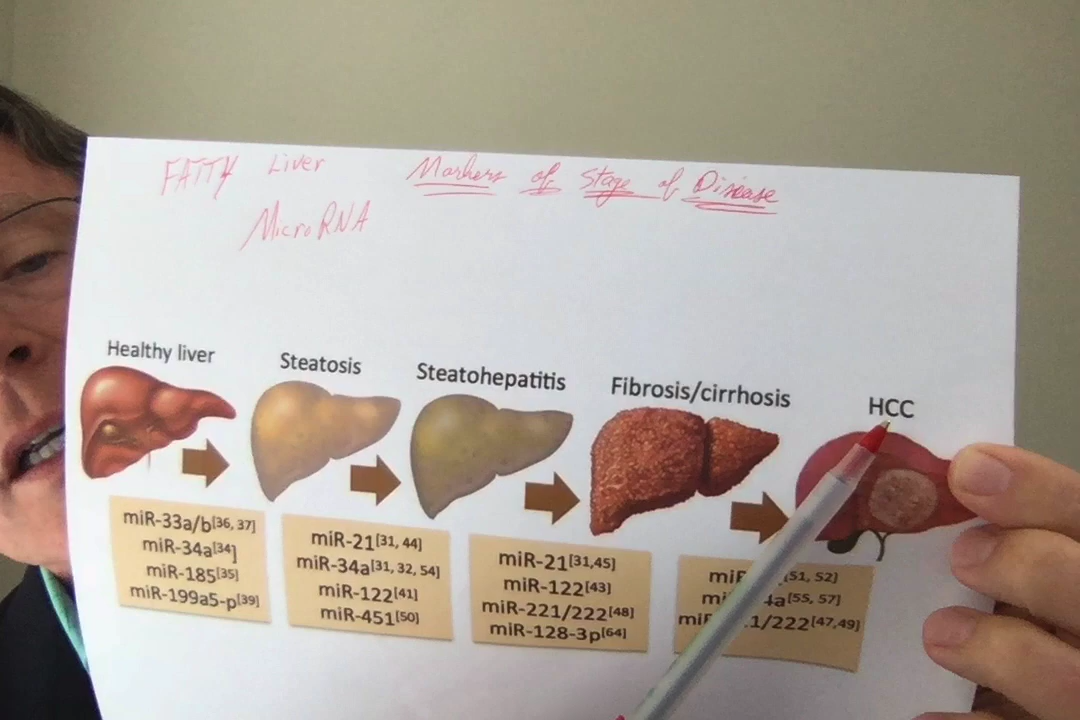 FATTY Liver
Markers of Stage of Disease
MicroRNA
Healthy liver
Steatosis
Steatohepatitis
Fibrosis/cirrhosis
HCC
miR-33a/b[36, 37]
miR-34a[34]
miR-185[35]
miR-199a5-p[39]
miR-21[31, 44]
miR-34a[31, 32, 54]
miR-122[41]
miR-451[50]
miR-21[31,45]
miR-122[43]
miR-221/222[48]
miR-128-3p[64]
[51, 52]
4a[55, 57]
1/222[47,49]